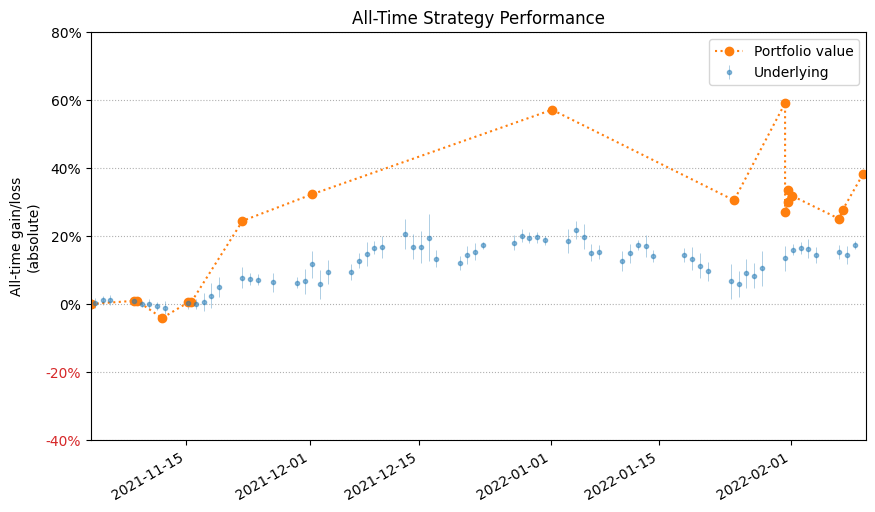 All-Time Strategy Performance
80%
60%
40%
20%
0%
-20%
-40%
All-time gain/loss
(absolute)
Portfolio value
Underlying
2021-11-15
2021-12-01
2021-12-15
2022-01-01
2022-01-15
2022-02-01